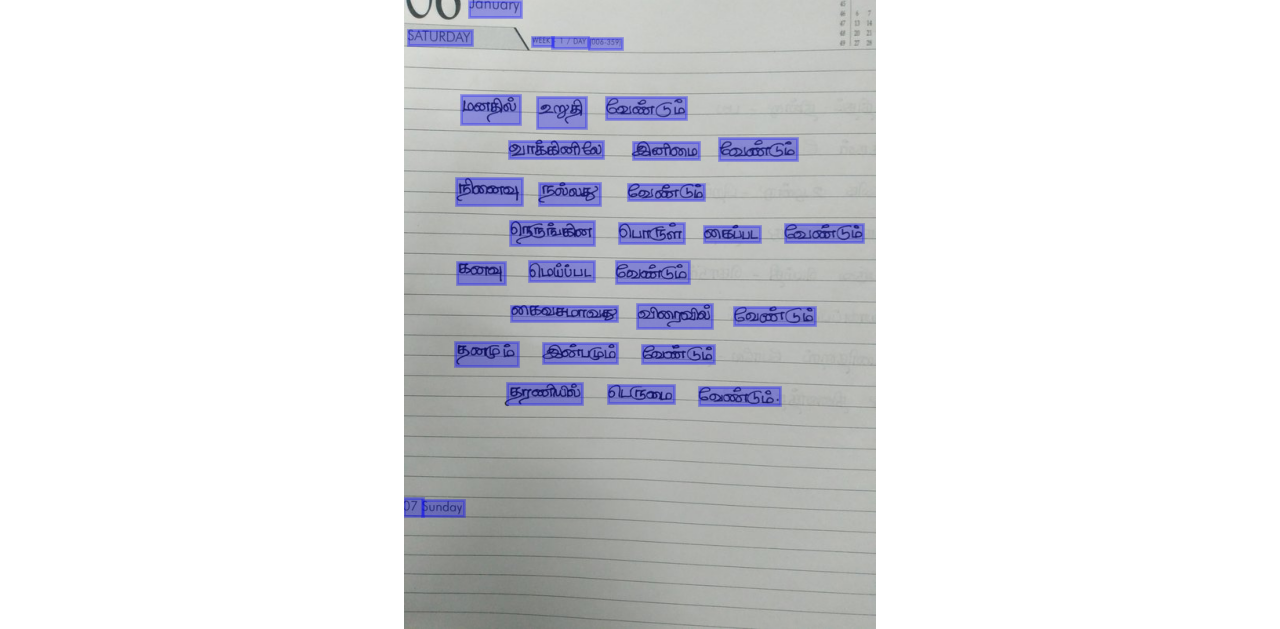 06 January
SATURDAY WEEK 1 / DAY (006-359)
மனதில் உறுதி வேண்டும்
வாக்கினிலே இனிமை வேண்டும்
நினைவு நல்லது வேண்டும்
நெருங்கின பொருள் கைப்பட வேண்டும்
கனவு மெய்ப்பட வேண்டும்
கைவசமாவது விரைவில் வேண்டும்
தனமும் இன்பமும் வேண்டும்
தரணியில் பெருமை வேண்டும்.
07 Sunday